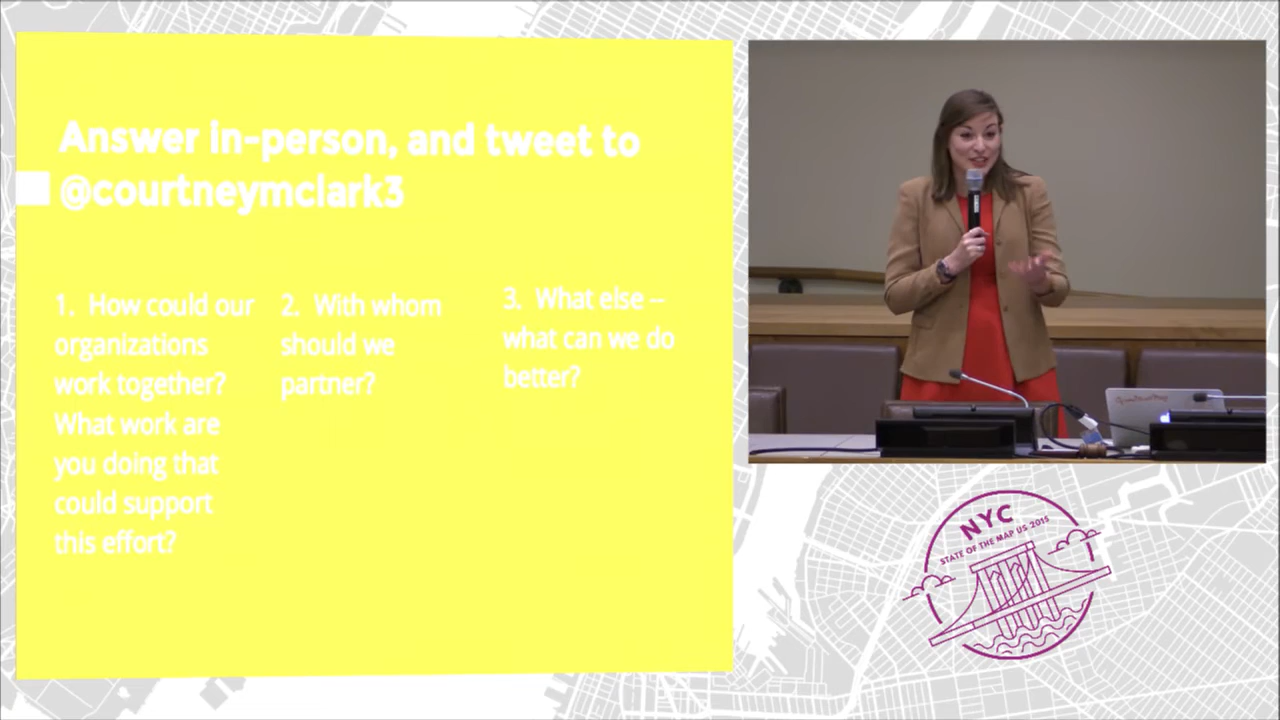 Answer in-person, and tweet to
@courtneymclark3
1. How could our
organizations
work together?
What work are
you doing that
could support
this effort?
2. With whom
should we
partner?
3. What else –
what can we do
better?
NYC
STATE OF THE MAP US 2015